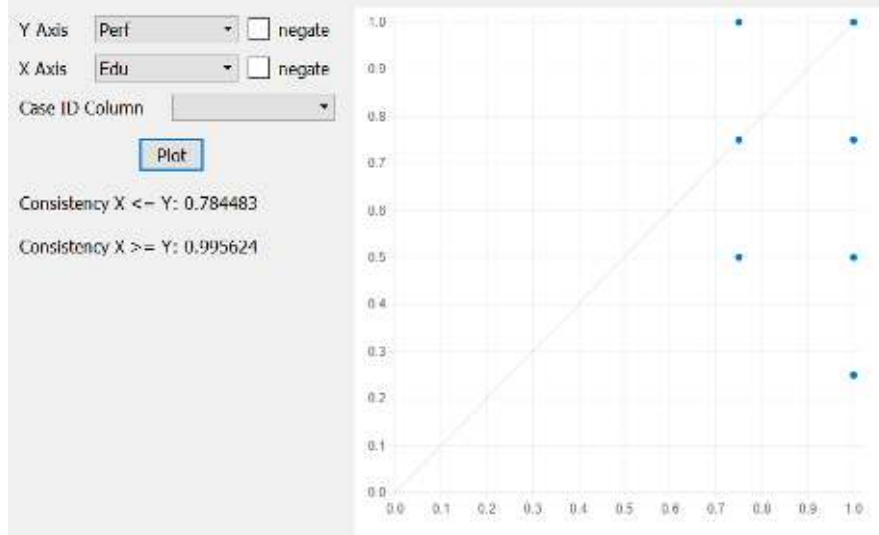 Y Axis Perf negate
X Axis Edu negate
Case ID Column
Plot
Consistency X <= Y: 0.784483
Consistency X >= Y: 0.995624
1.0
0.9
0.8
0.7
0.6
0.5
0.4
0.3
0.2
0.1
0.0
0.0 0.1 0.2 0.3 0.4 0.5 0.6 0.7 0.8 0.9 1.0